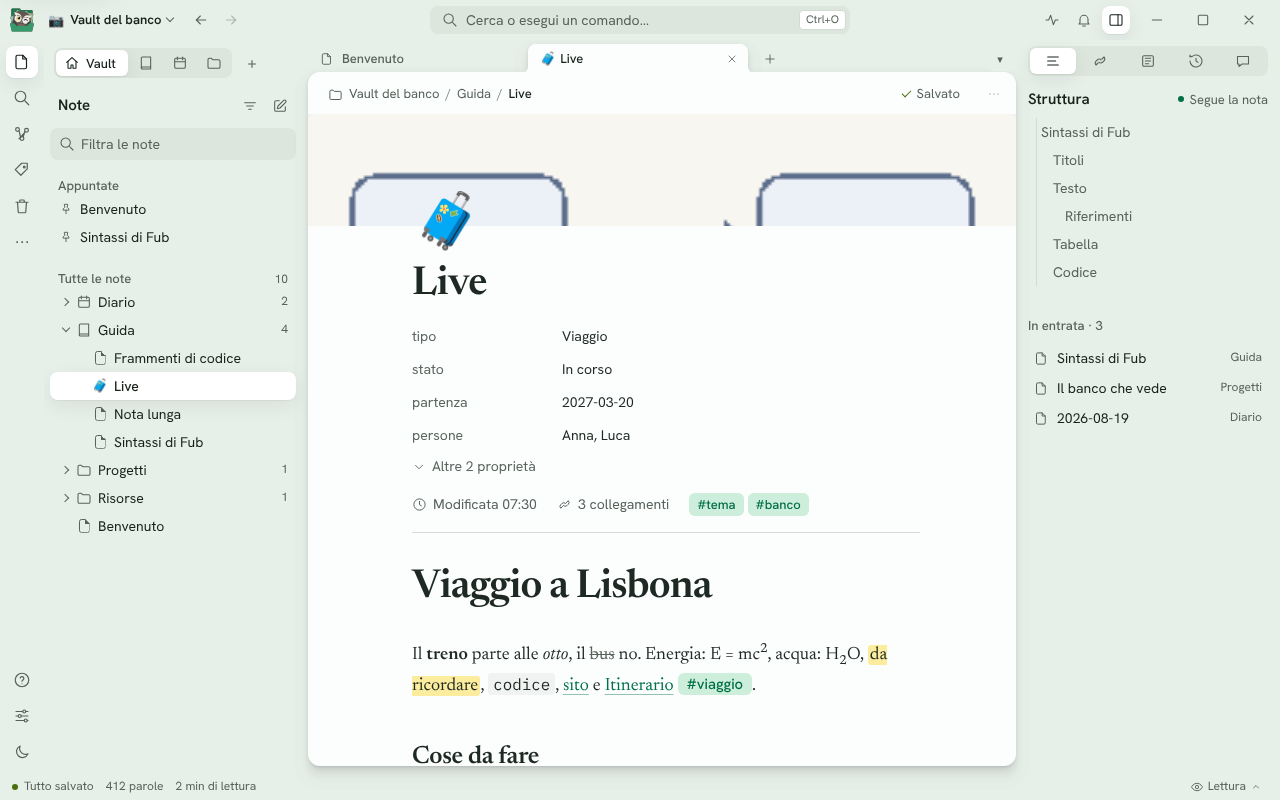 Vault del banco
Cerca o esegui un comando…
Ctrl+O
Vault
Note
Filtra le note
Appuntate
Benvenuto
Sintassi di Fub
Tutte le note 10
Diario 2
Guida 4
Frammenti di codice
Live
Nota lunga
Sintassi di Fub
Progetti 1
Risorse 1
Benvenuto
Benvenuto
Live
Vault del banco / Guida / Live
Salvato
Live
tipo Viaggio
stato In corso
partenza 2027-03-20
persone Anna, Luca
Altre 2 proprietà
Modificata 07:30 3 collegamenti #tema #banco
Viaggio a Lisbona
Il treno parte alle otto, il bus no. Energia: E = mc², acqua: H₂O, da
ricordare, codice, sito e Itinerario #viaggio.
Cose da fare
Struttura
Segue la nota
Sintassi di Fub
Titoli
Testo
Riferimenti
Tabella
Codice
In entrata · 3
Sintassi di Fub Guida
Il banco che vede Progetti
2026-08-19 Diario
Tutto salvato 412 parole 2 min di lettura
Lettura